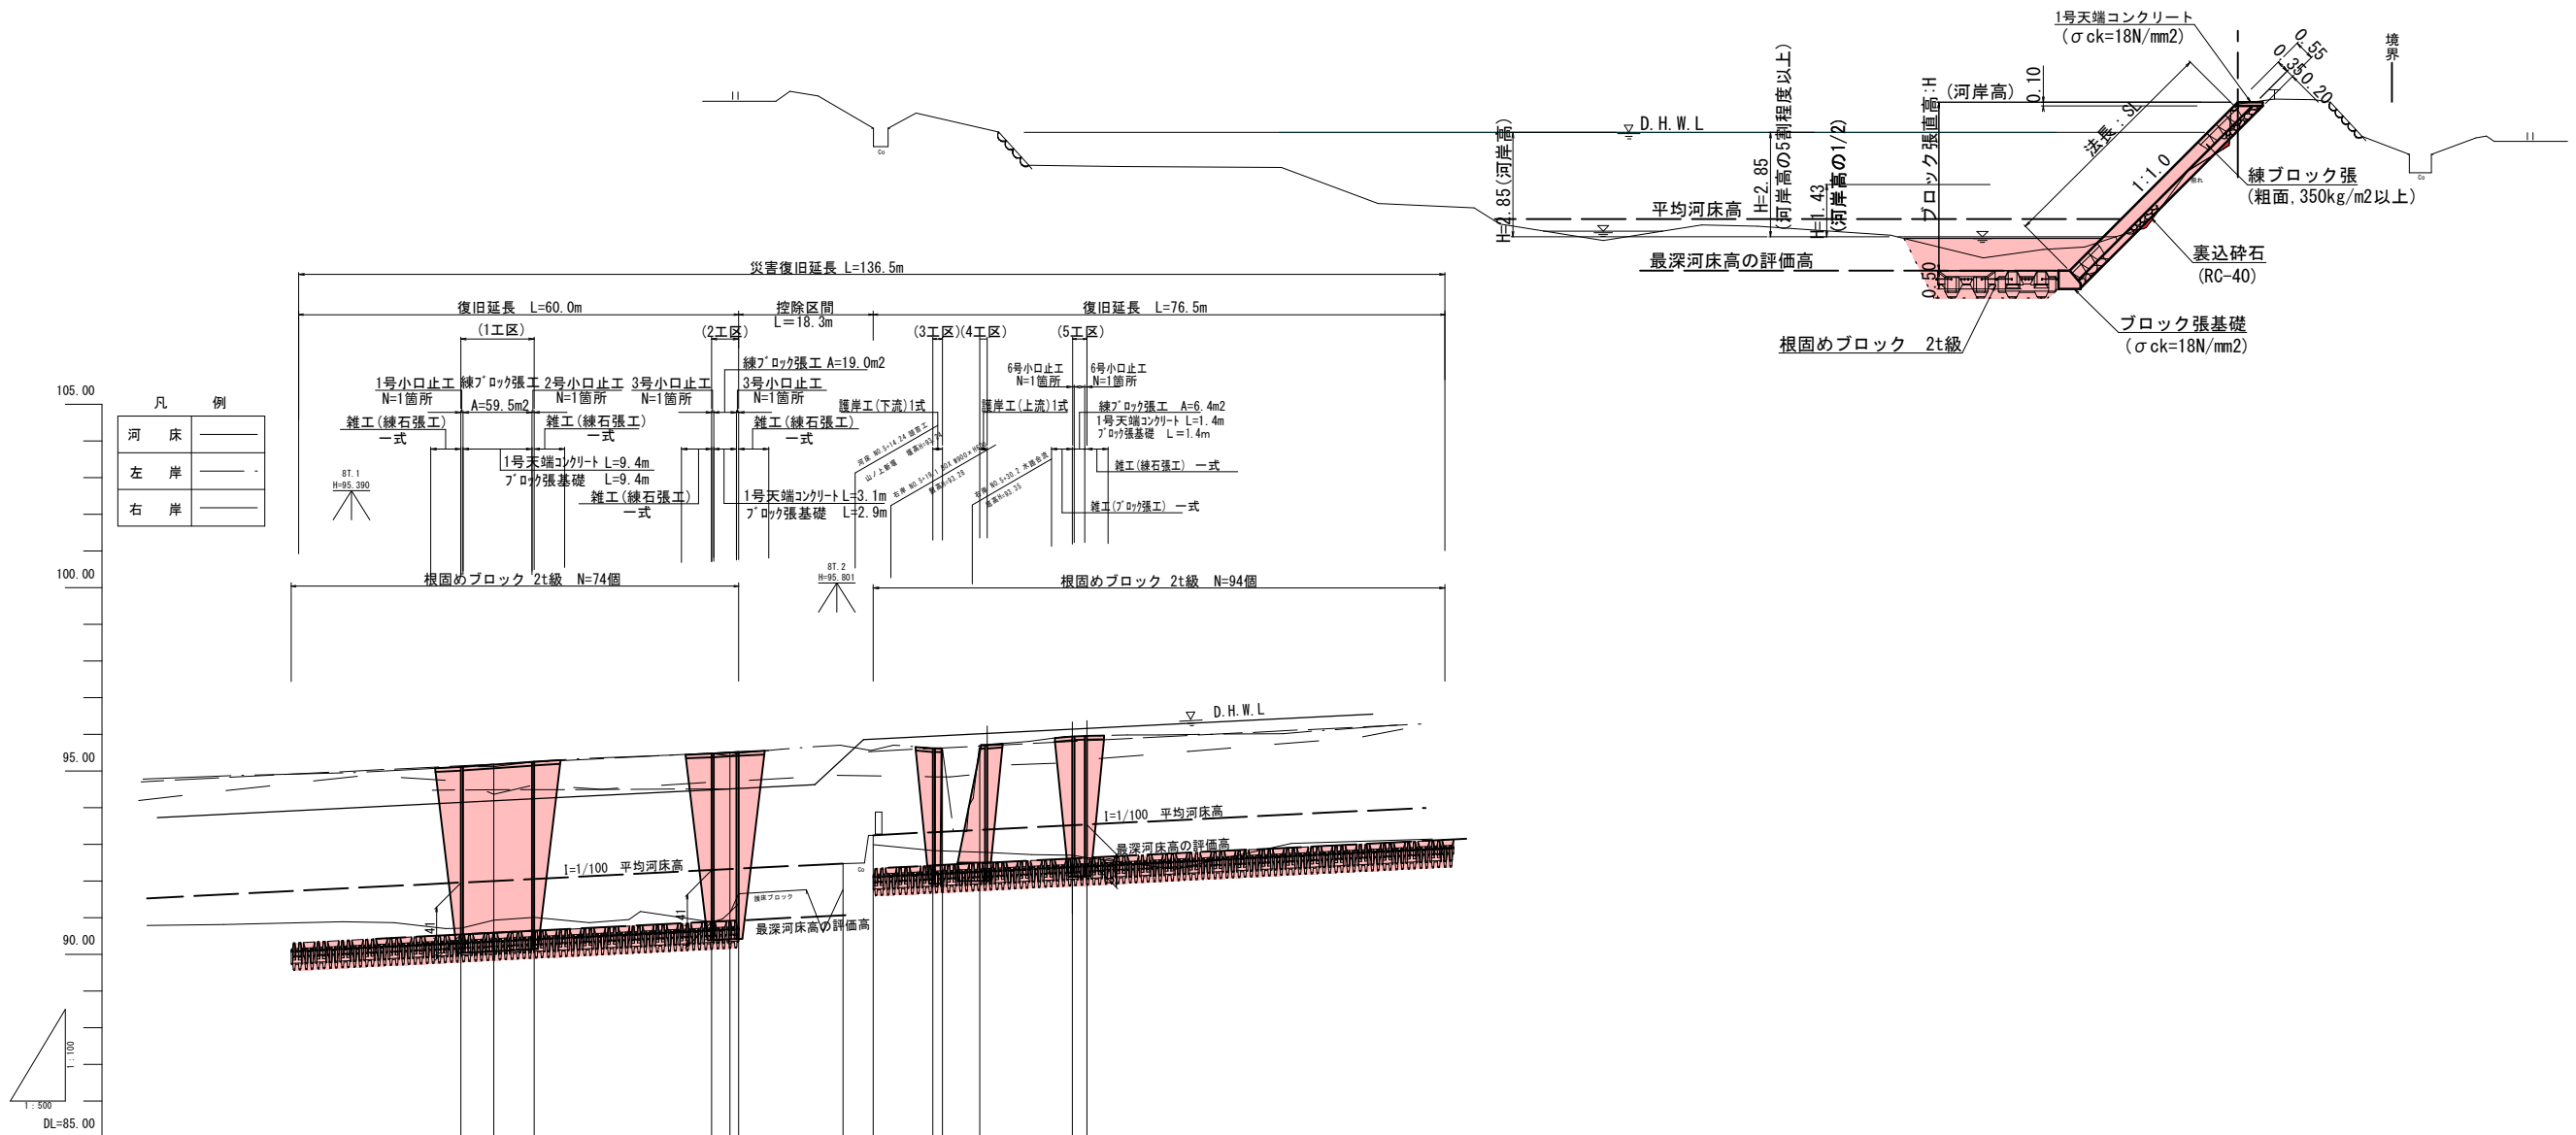 1号天端コンクリート
(σck=18N/mm2)
0.55
0.35
0.20
境界
0.10
(河岸高)
ブロック張直高:H
法長:SL
1:1.0
D.H.W.L
H=2.85(河岸高)
H=2.85
(河岸高の5割程度以上)
H=1.43
(河岸高の1/2)
平均河床高
最深河床高の評価高
0.50
練ブロック張
(粗面,350kg/m2以上)
裏込砕石
(RC-40)
ブロック張基礎
(σck=18N/mm2)
根固めブロック 2t級
Co
Co
災害復旧延長 L=136.5m
復旧延長 L=60.0m
控除区間
L=18.3m
復旧延長 L=76.5m
(1工区)
(2工区)
(3工区)
(4工区)
(5工区)
練ブロック張工 A=19.0m2
1号小口止工
N=1箇所
練ブロック張工
A=59.5m2
2号小口止工
N=1箇所
3号小口止工
N=1箇所
3号小口止工
N=1箇所
6号小口止工
N=1箇所
6号小口止工
N=1箇所
護岸工(下流)1式
護岸工(上流)1式
練ブロック張工 A=6.4m2
1号天端コンクリート L=1.4m
ブロック張基礎 L=1.4m
雑工(練石張工)
一式
雑工(練石張工)
一式
雑工(練石張工)
一式
1号天端コンクリート L=9.4m
ブロック張基礎 L=9.4m
雑工(練石張工)
一式
1号天端コンクリート L=3.1m
ブロック張基礎 L=2.9m
雑工(練石張工) 一式
雑工(ブロック張工) 一式
105.00
凡 例
河 床
左 岸
右 岸
BT.1
H=95.390
BT.2
H=95.801
100.00
根固めブロック 2t級 N=74個
根固めブロック 2t級 N=94個
D.H.W.L
95.00
I=1/100 平均河床高
I=1/100 平均河床高
最深河床高の評価高
Co
護床ブロック
最深河床高の評価高
41
41
90.00
1:100
1:500
DL=85.00